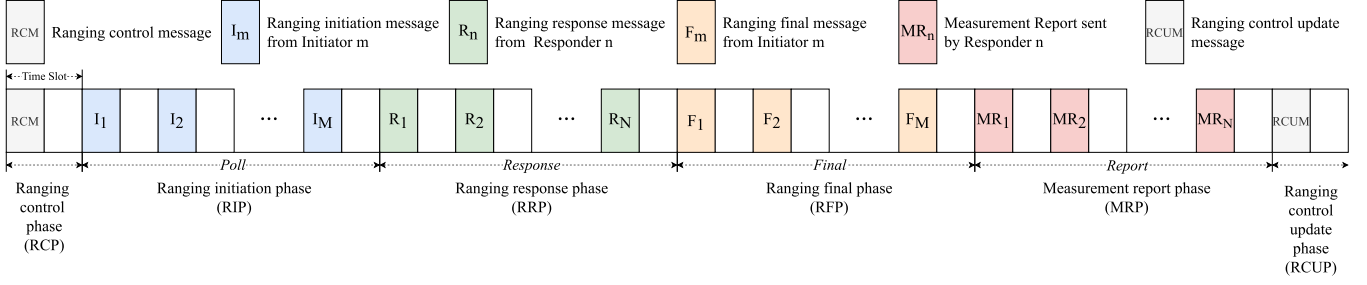 RCM Ranging control message
Im Ranging initiation message
from Initiator m
Rn Ranging response message
from Responder n
Fm Ranging final message
from Initiator m
MRn Measurement Report sent
by Responder n
RCUM Ranging control update
message
Time Slot
RCM I1 I2 ... IM R1 R2 ... RN F1 F2 ... FM MR1 MR2 ... MRN RCUM
Poll Response Final Report
Ranging
control
phase
(RCP)
Ranging initiation phase
(RIP)
Ranging response phase
(RRP)
Ranging final phase
(RFP)
Measurement report phase
(MRP)
Ranging
control
update
phase
(RCUP)